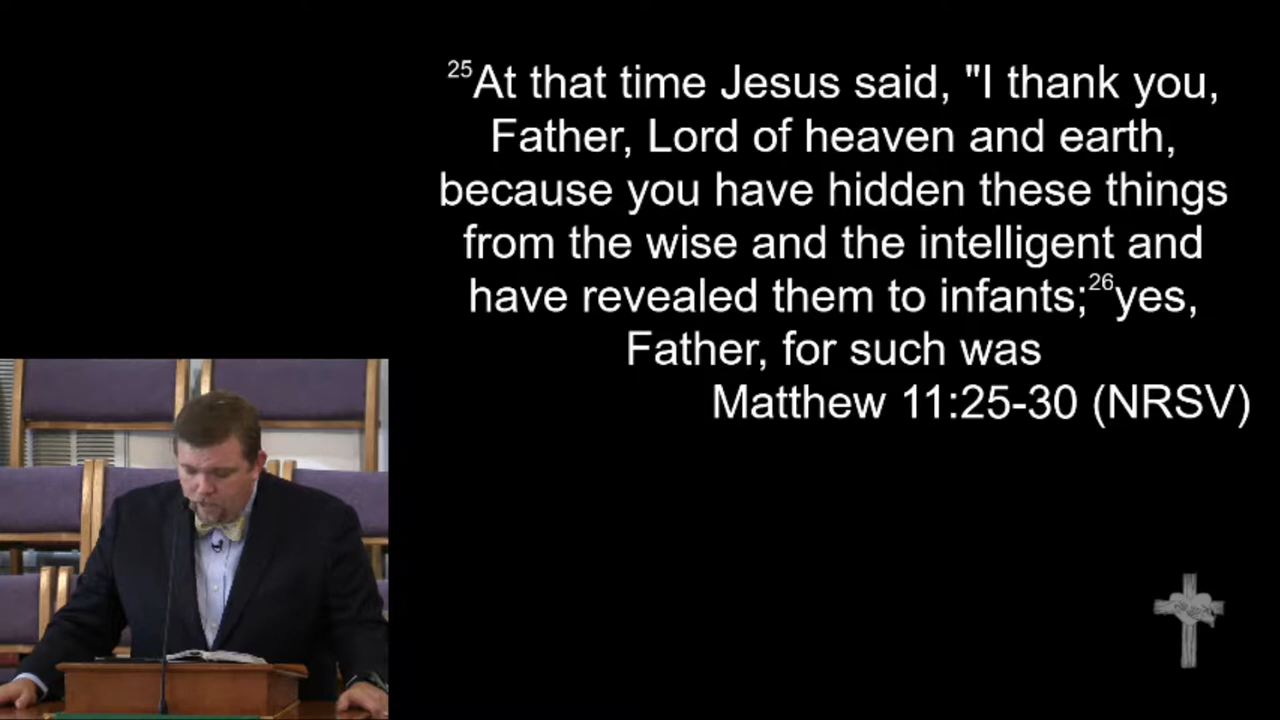 ²⁵At that time Jesus said, "I thank you,
Father, Lord of heaven and earth,
because you have hidden these things
from the wise and the intelligent and
have revealed them to infants;²⁶yes,
Father, for such was
Matthew 11:25-30 (NRSV)